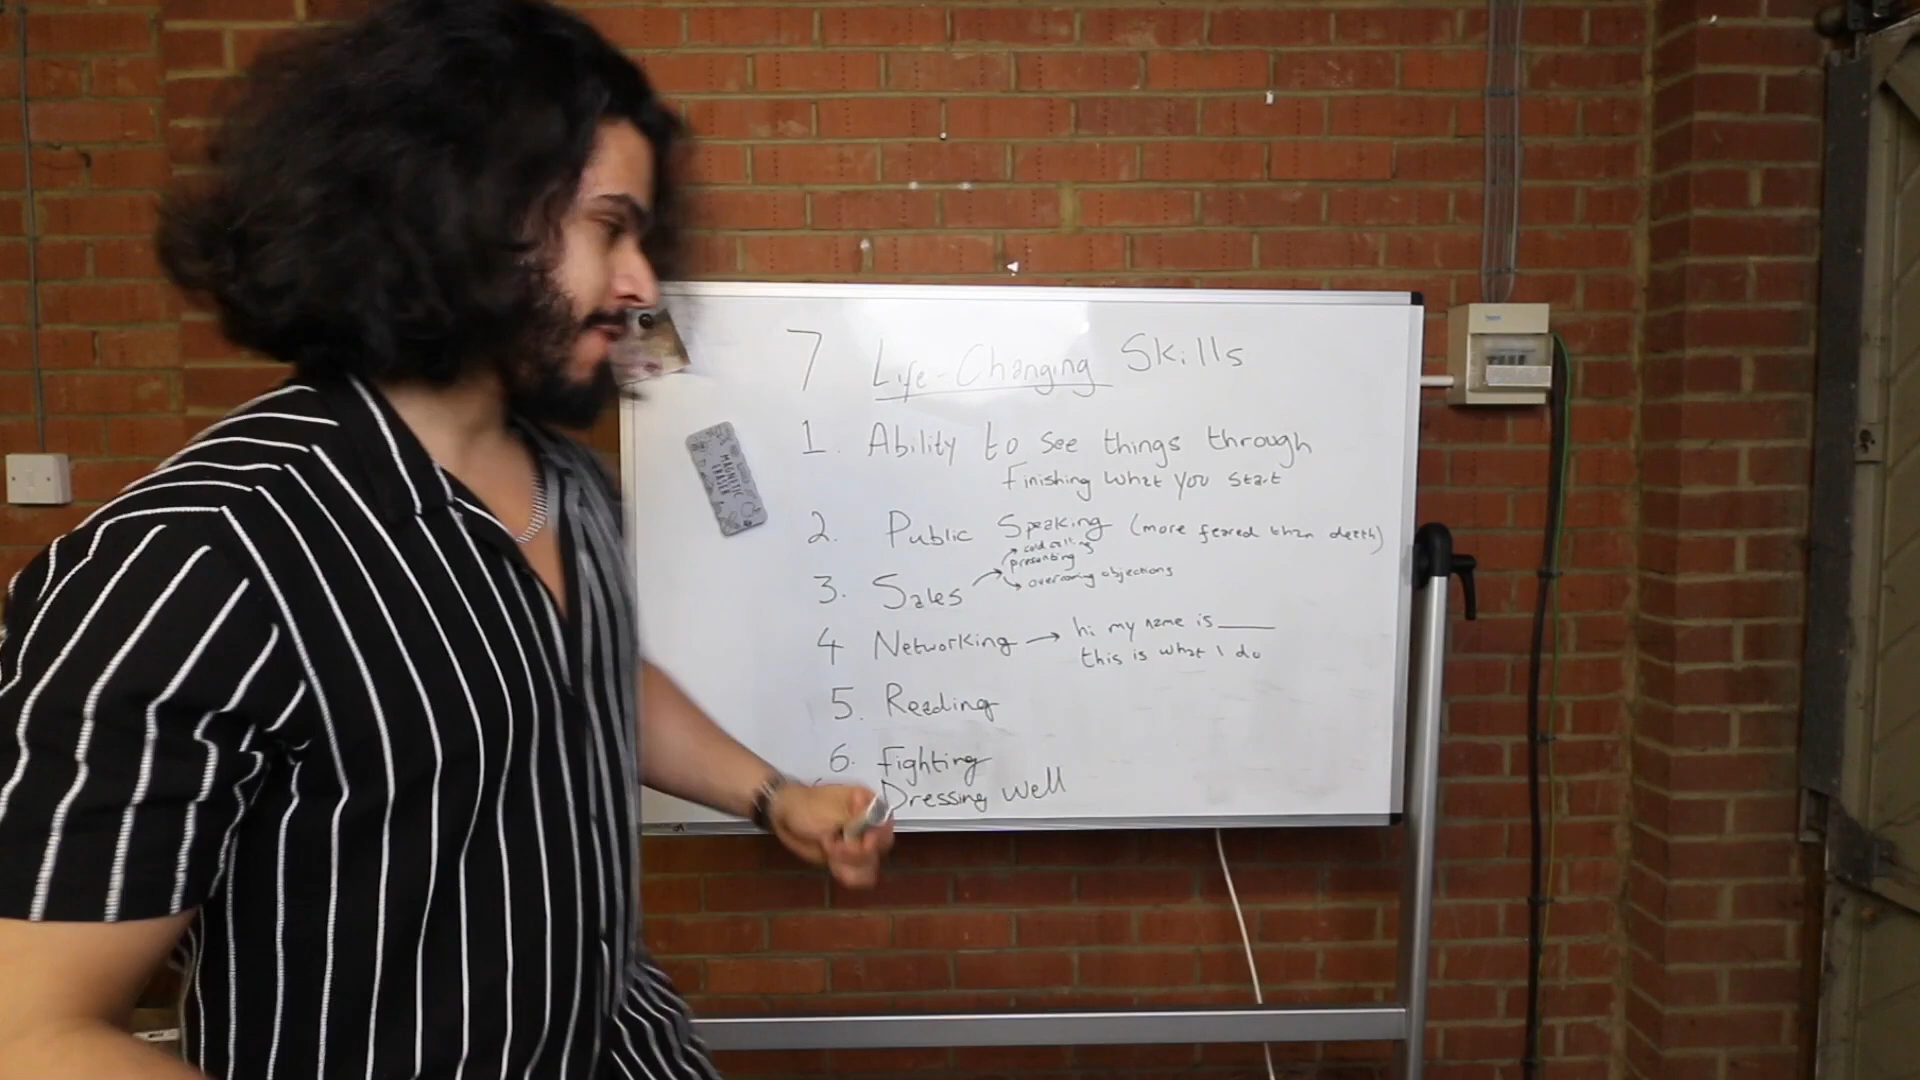 7 Life-Changing Skills
1. Ability to see things through
Finishing what you start
2. Public Speaking (more feared than death)
cold calling
presenting
3. Sales → overcoming objections
4 Networking → hi my name is ____
this is what I do
5. Reading
6. Fighting
Dressing well
MAGNETIC
ERASER